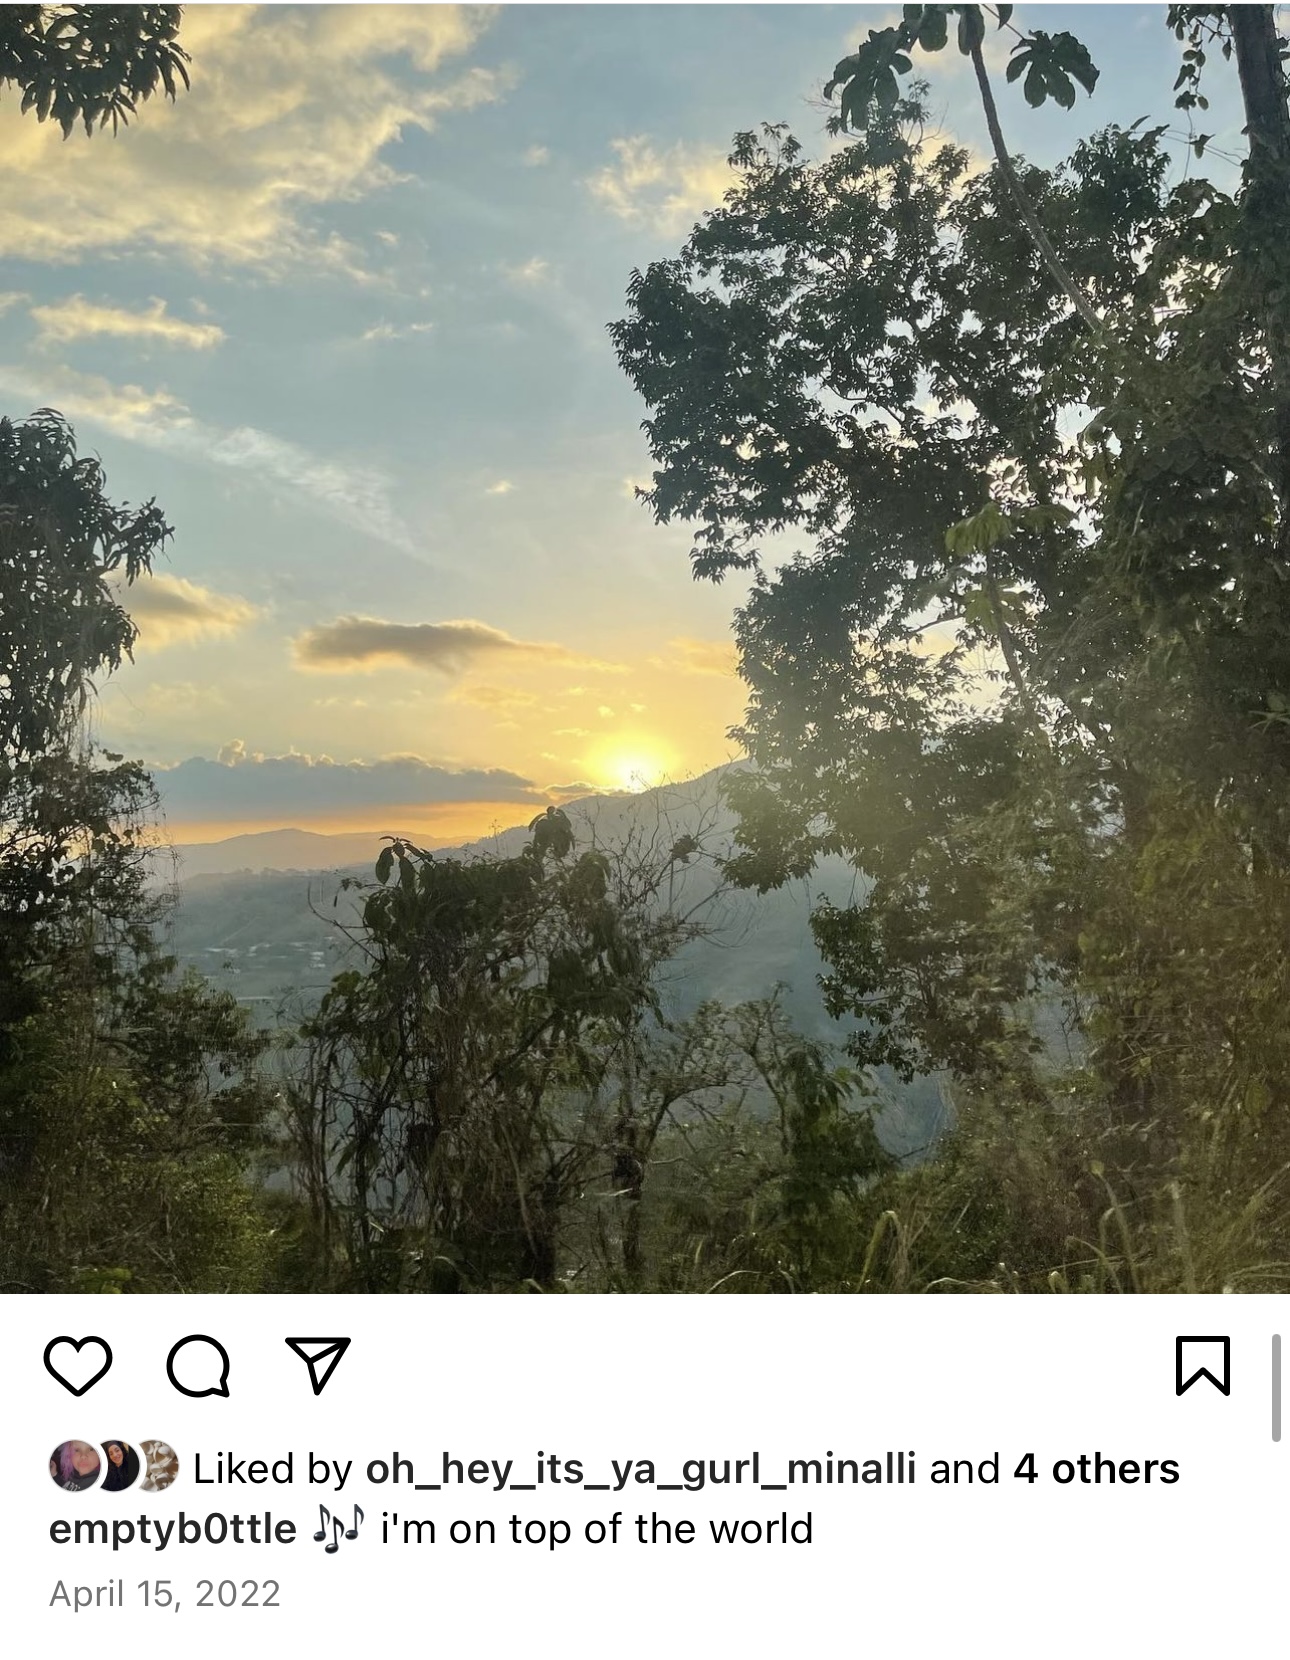 Liked by oh_hey_its_ya_gurl_minalli and 4 others
emptyb0ttle 🎶 i'm on top of the world
April 15, 2022